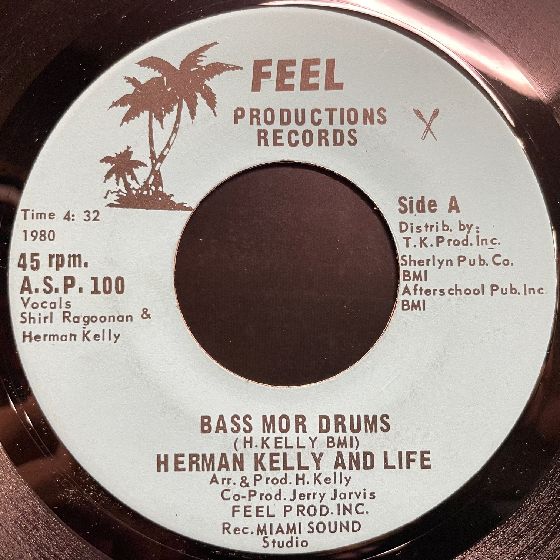 FEEL
PRODUCTIONS
RECORDS
Time 4: 32
1980
45 rpm.
A.S.P. 100
Vocals
Shirl Ragoonan &
Herman Kelly
Side A
Distrib. by:
T.K. Prod. Inc.
Sherlyn Pub. Co.
BMI
Afterschool Pub. Inc
BMI
BASS MOR DRUMS
(H. KELLY BMI)
HERMAN KELLY AND LIFE
Arr. & Prod. H. Kelly
Co-Prod. Jerry Jarvis
FEEL PROD. INC.
Rec. MIAMI SOUND
Studio